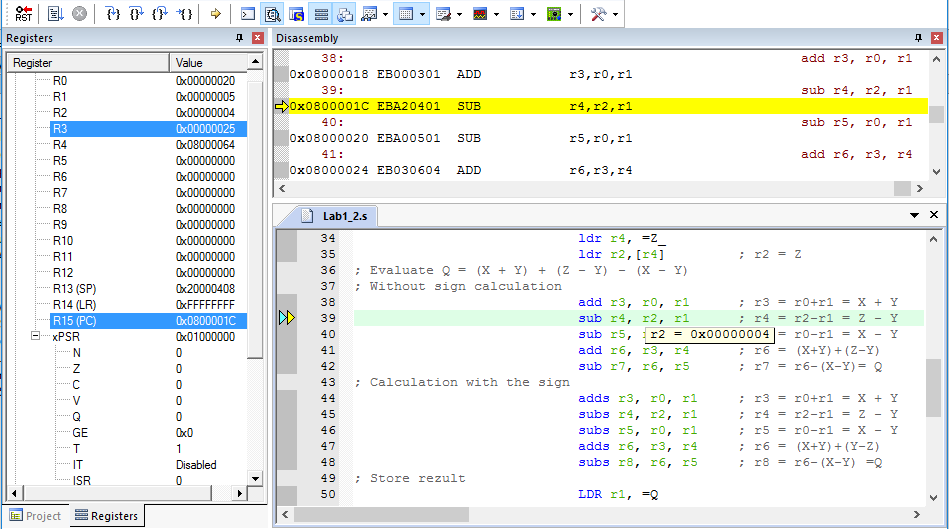 RST {} {} {} {}
Registers
Register Value
R0 0x00000020
R1 0x00000005
R2 0x00000004
R3 0x00000025
R4 0x08000064
R5 0x00000000
R6 0x00000000
R7 0x00000000
R8 0x00000000
R9 0x00000000
R10 0x00000000
R11 0x00000000
R12 0x00000000
R13 (SP) 0x20000408
R14 (LR) 0xFFFFFFFF
R15 (PC) 0x0800001C
xPSR 0x01000000
N 0
Z 0
C 0
V 0
Q 0
GE 0x0
T 1
IT Disabled
ISR 0
Project Registers
Disassembly
38: add r3, r0, r1
0x08000018 EB000301 ADD r3,r0,r1
39: sub r4, r2, r1
0x0800001C EBA20401 SUB r4,r2,r1
40: sub r5, r0, r1
0x08000020 EBA00501 SUB r5,r0,r1
41: add r6, r3, r4
0x08000024 EB030604 ADD r6,r3,r4
Lab1_2.s
34 ldr r4, =Z_
35 ldr r2,[r4] ; r2 = Z
36 ; Evaluate Q = (X + Y) + (Z - Y) - (X - Y)
37 ; Without sign calculation
38 add r3, r0, r1 ; r3 = r0+r1 = X + Y
39 sub r4, r2, r1 ; r4 = r2-r1 = Z - Y
40 sub r5, r r2 = 0x00000004 = r0-r1 = X - Y
41 add r6, r3, r4 ; r6 = (X+Y)+(Z-Y)
42 sub r7, r6, r5 ; r7 = r6-(X-Y)= Q
43 ; Calculation with the sign
44 adds r3, r0, r1 ; r3 = r0+r1 = X + Y
45 subs r4, r2, r1 ; r4 = r2-r1 = Z - Y
46 subs r5, r0, r1 ; r5 = r0-r1 = X - Y
47 adds r6, r3, r4 ; r6 = (X+Y)+(Y-Z)
48 subs r8, r6, r5 ; r8 = r6-(X-Y) =Q
49 ; Store rezult
50 LDR r1, =Q